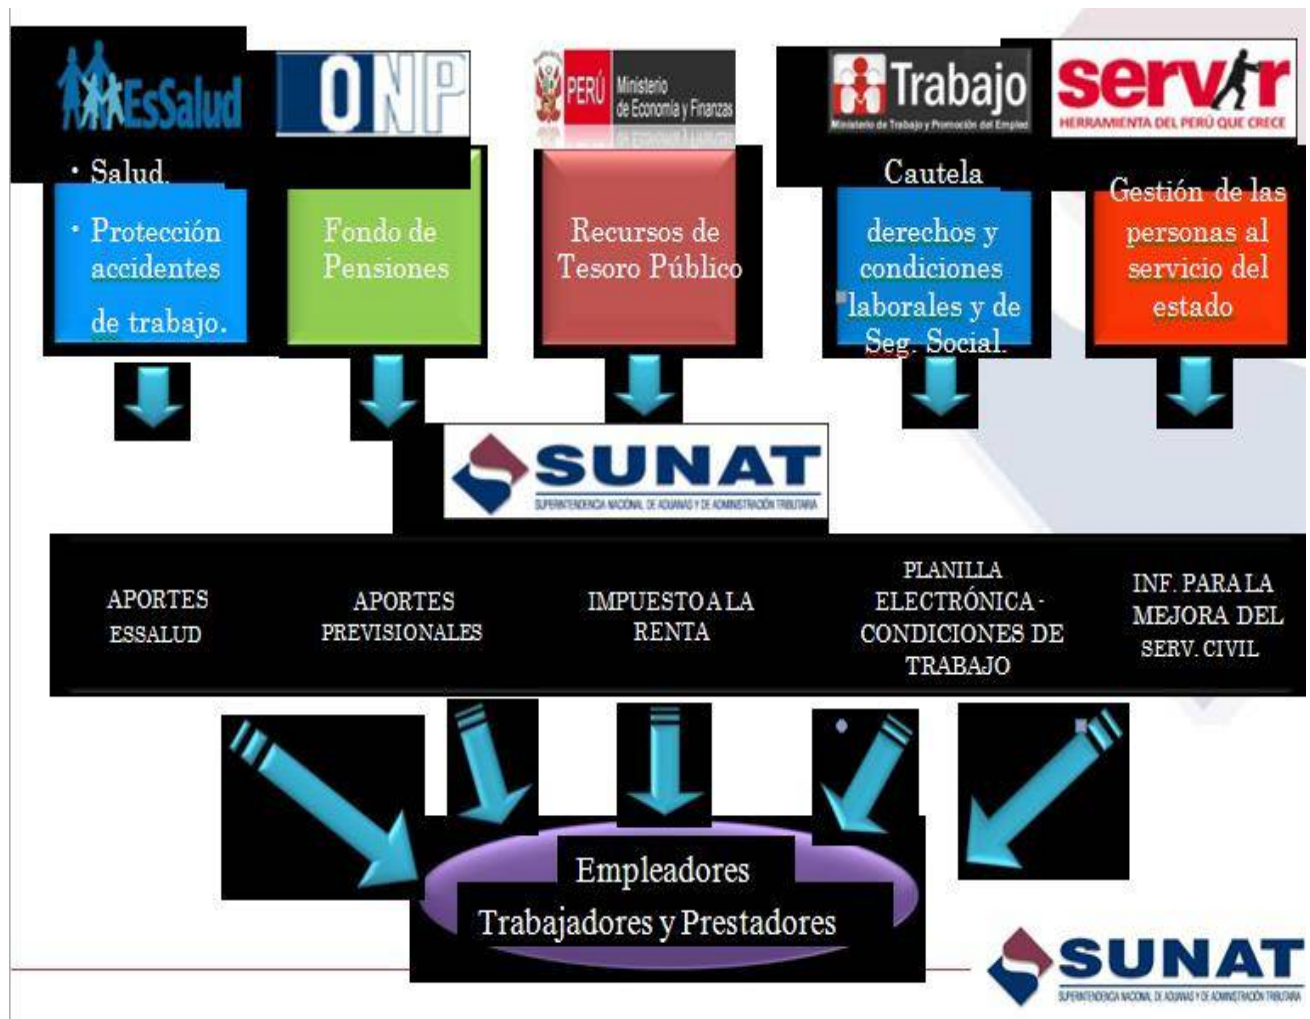 EsSalud
ONP
PERÚ
Ministerio
de Economía y Finanzas
Trabajo
Ministerio de Trabajo y Promoción del Empleo
servir
HERRAMIENTA DEL PERÚ QUE CRECE
• Salud.
• Protección
accidentes
de trabajo.
Fondo de
Pensiones
Recursos de
Tesoro Público
Cautela
derechos y
condiciones
laborales y de
Seg. Social.
Gestión de las
personas al
servicio del
estado
SUNAT
SUPERINTENDENCIA NACIONAL DE ADUANAS Y DE ADMINISTRACIÓN TRIBUTARIA
APORTES
ESSALUD
APORTES
PREVISIONALES
IMPUESTO A LA
RENTA
PLANILLA
ELECTRÓNICA -
CONDICIONES DE
TRABAJO
INF. PARA LA
MEJORA DEL
SERV. CIVIL
Empleadores
Trabajadores y Prestadores
SUNAT
SUPERINTENDENCIA NACIONAL DE ADUANAS Y DE ADMINISTRACIÓN TRIBUTARIA